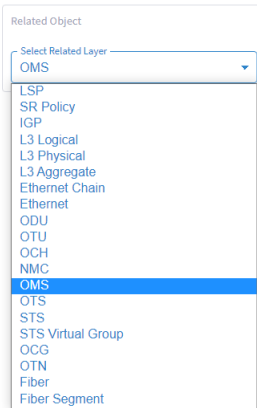 Related Object
Select Related Layer
OMS
LSP
SR Policy
IGP
L3 Logical
L3 Physical
L3 Aggregate
Ethernet Chain
Ethernet
ODU
OTU
OCH
NMC
OMS
OTS
STS
STS Virtual Group
OCG
OTN
Fiber
Fiber Segment